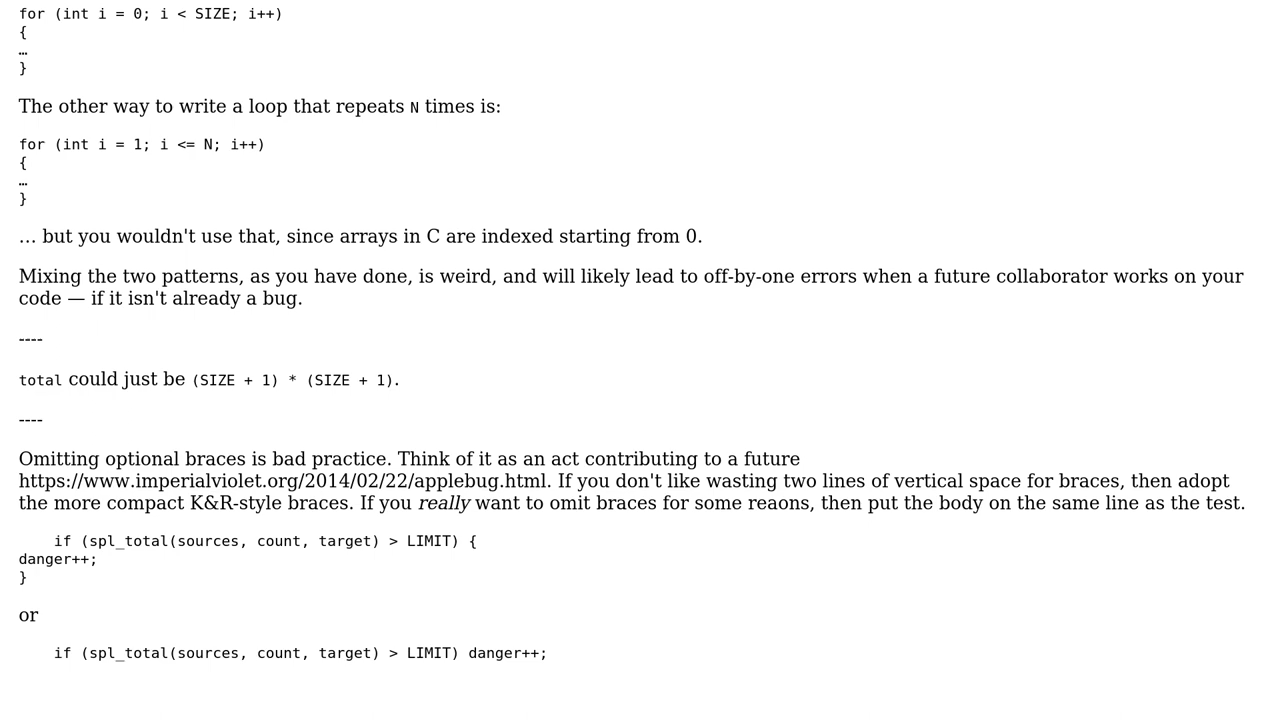 for (int i = 0; i < SIZE; i++)
{
…
}
The other way to write a loop that repeats N times is:
for (int i = 1; i <= N; i++)
{
…
}
… but you wouldn't use that, since arrays in C are indexed starting from 0.
Mixing the two patterns, as you have done, is weird, and will likely lead to off-by-one errors when a future collaborator works on your
code — if it isn't already a bug.
----
total could just be (SIZE + 1) * (SIZE + 1).
----
Omitting optional braces is bad practice. Think of it as an act contributing to a future
https://www.imperialviolet.org/2014/02/22/applebug.html. If you don't like wasting two lines of vertical space for braces, then adopt
the more compact K&R-style braces. If you really want to omit braces for some reaons, then put the body on the same line as the test.
    if (spl_total(sources, count, target) > LIMIT) {
danger++;
}
or
    if (spl_total(sources, count, target) > LIMIT) danger++;